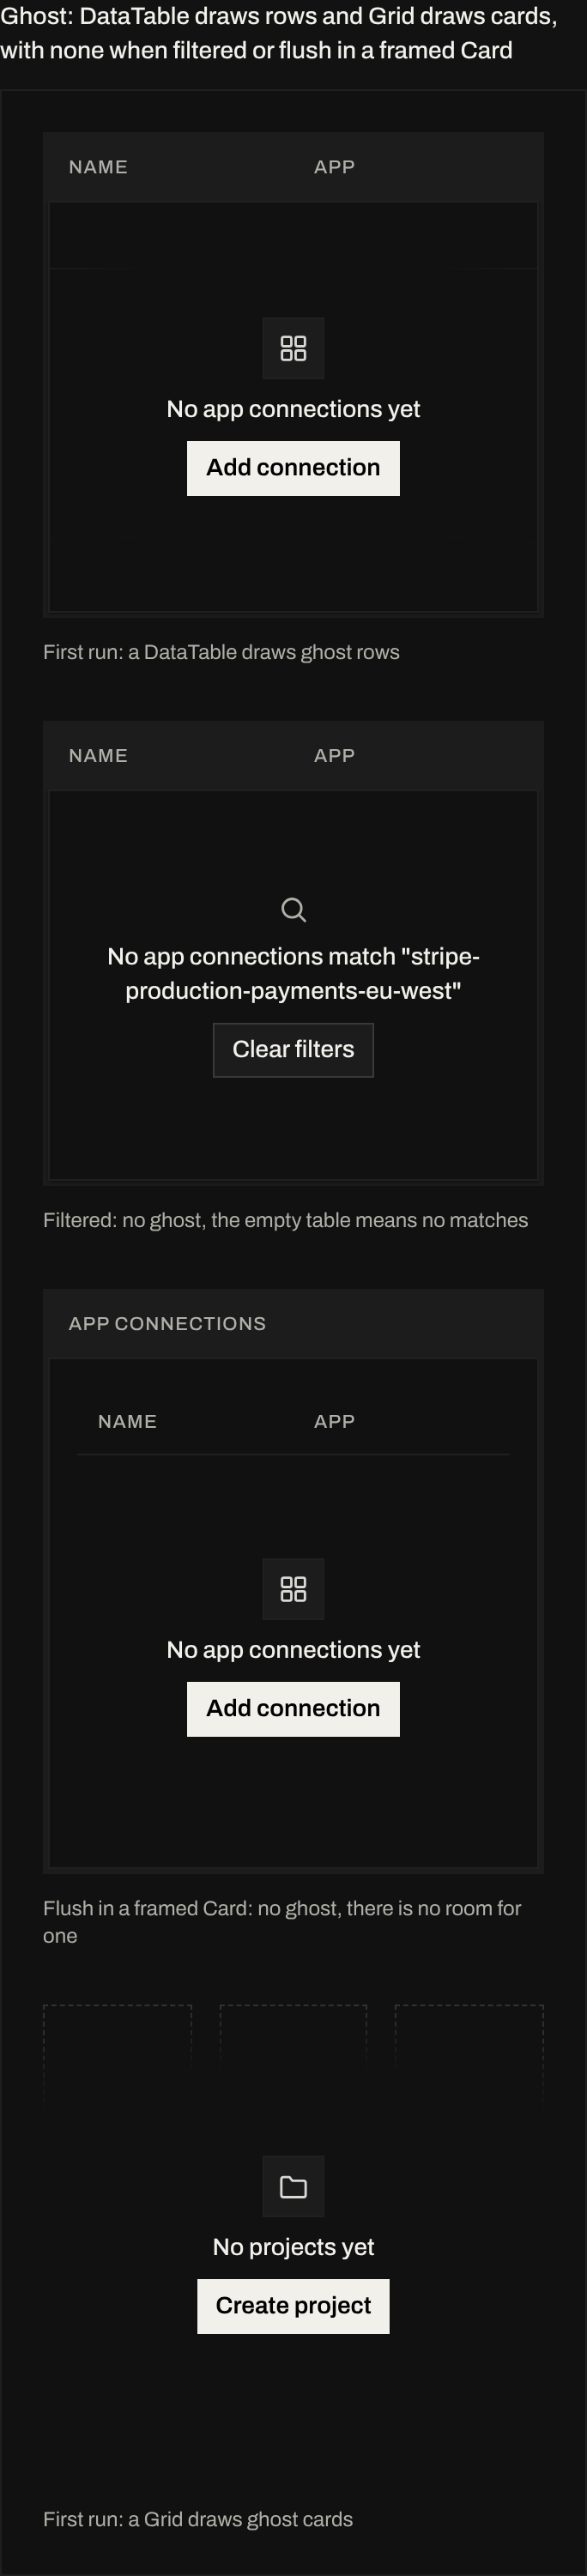 Ghost: DataTable draws rows and Grid draws cards,
with none when filtered or flush in a framed Card
NAME APP
No app connections yet
Add connection
First run: a DataTable draws ghost rows
NAME APP
No app connections match "stripe-
production-payments-eu-west"
Clear filters
Filtered: no ghost, the empty table means no matches
APP CONNECTIONS
NAME APP
No app connections yet
Add connection
Flush in a framed Card: no ghost, there is no room for
one
No projects yet
Create project
First run: a Grid draws ghost cards